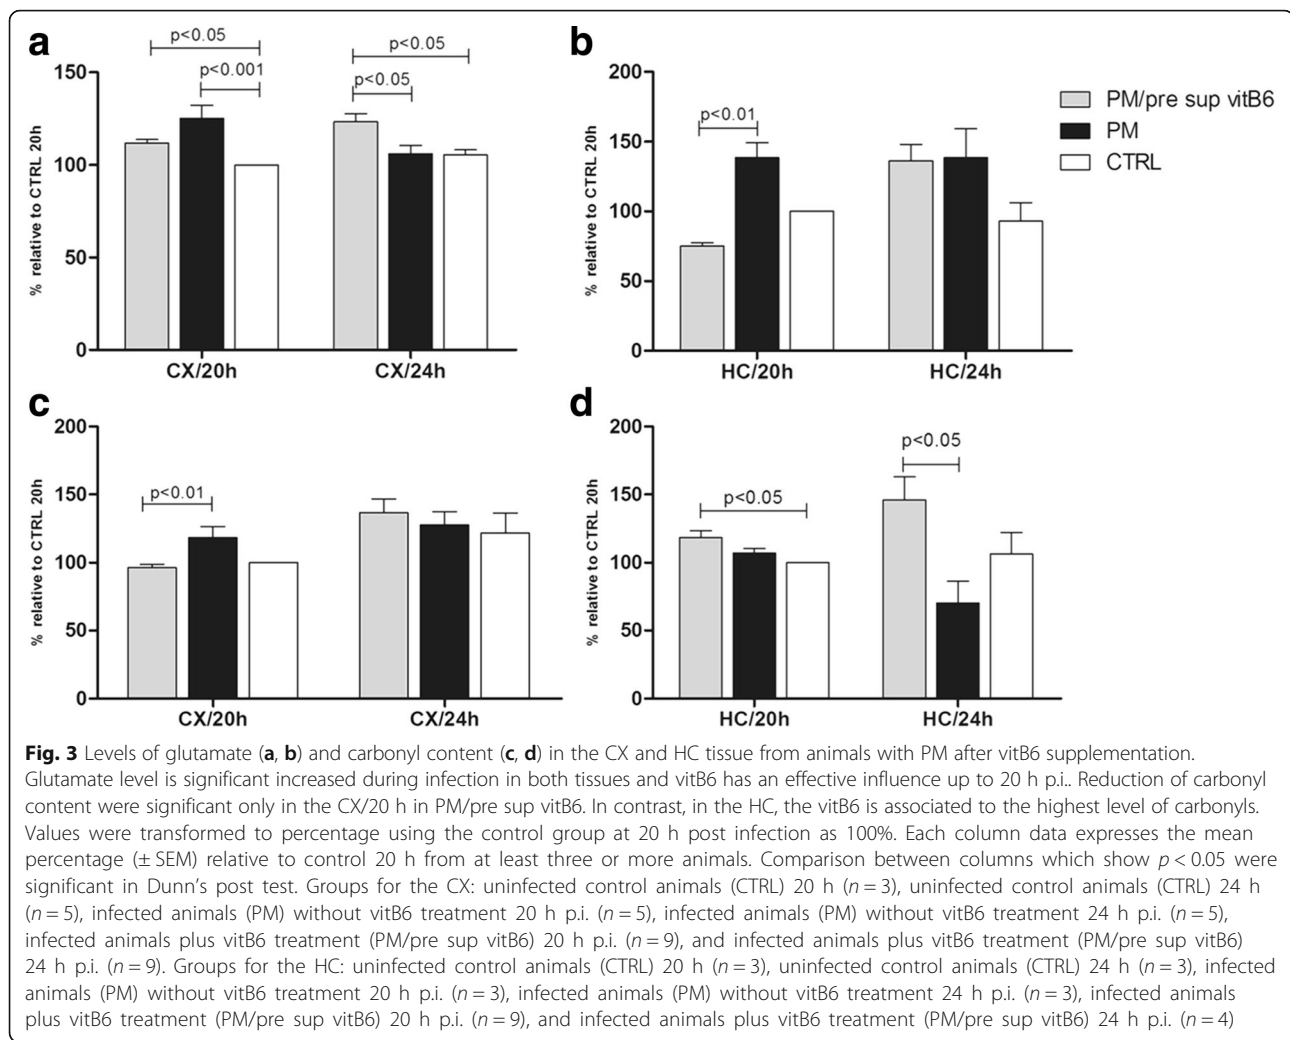 a
p<0.05
p<0.001
p<0.05
p<0.05
% relative to CTRL 20h
150
100
50
0
CX/20h
CX/24h
b
p<0.01
% relative to CTRL 20h
200
150
100
50
0
HC/20h
HC/24h
PM/pre sup vitB6
PM
CTRL
c
p<0.01
% relative to CTRL 20h
200
150
100
50
0
CX/20h
CX/24h
d
p<0.05
p<0.05
% relative to CTRL 20h
200
150
100
50
0
HC/20h
HC/24h
Fig. 3 Levels of glutamate (a, b) and carbonyl content (c, d) in the CX and HC tissue from animals with PM after vitB6 supplementation.
Glutamate level is significant increased during infection in both tissues and vitB6 has an effective influence up to 20 h p.i.. Reduction of carbonyl
content were significant only in the CX/20 h in PM/pre sup vitB6. In contrast, in the HC, the vitB6 is associated to the highest level of carbonyls.
Values were transformed to percentage using the control group at 20 h post infection as 100%. Each column data expresses the mean
percentage (± SEM) relative to control 20 h from at least three or more animals. Comparison between columns which show p < 0.05 were
significant in Dunn's post test. Groups for the CX: uninfected control animals (CTRL) 20 h (n = 3), uninfected control animals (CTRL) 24 h
(n = 5), infected animals (PM) without vitB6 treatment 20 h p.i. (n = 5), infected animals (PM) without vitB6 treatment 24 h p.i. (n = 5),
infected animals plus vitB6 treatment (PM/pre sup vitB6) 20 h p.i. (n = 9), and infected animals plus vitB6 treatment (PM/pre sup vitB6)
24 h p.i. (n = 9). Groups for the HC: uninfected control animals (CTRL) 20 h (n = 3), uninfected control animals (CTRL) 24 h (n = 3), infected
animals (PM) without vitB6 treatment 20 h p.i. (n = 3), infected animals (PM) without vitB6 treatment 24 h p.i. (n = 3), infected animals
plus vitB6 treatment (PM/pre sup vitB6) 20 h p.i. (n = 9), and infected animals plus vitB6 treatment (PM/pre sup vitB6) 24 h p.i. (n = 4)